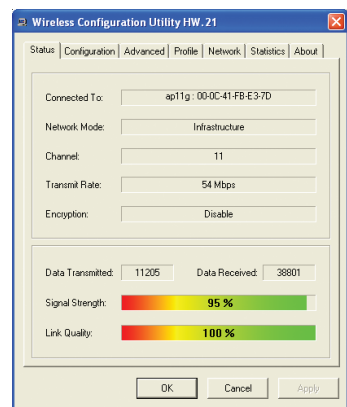 Wireless Configuration Utility HW.21
Status Configuration Advanced Profile Network Statistics About
Connected To: ap11g : 00-0C-41-FB-E3-7D
Network Mode: Infrastructure
Channel: 11
Transmit Rate: 54 Mbps
Encryption: Disable
Data Transmitted: 11205 Data Received: 38801
Signal Strength: 95 %
Link Quality: 100 %
OK Cancel Apply